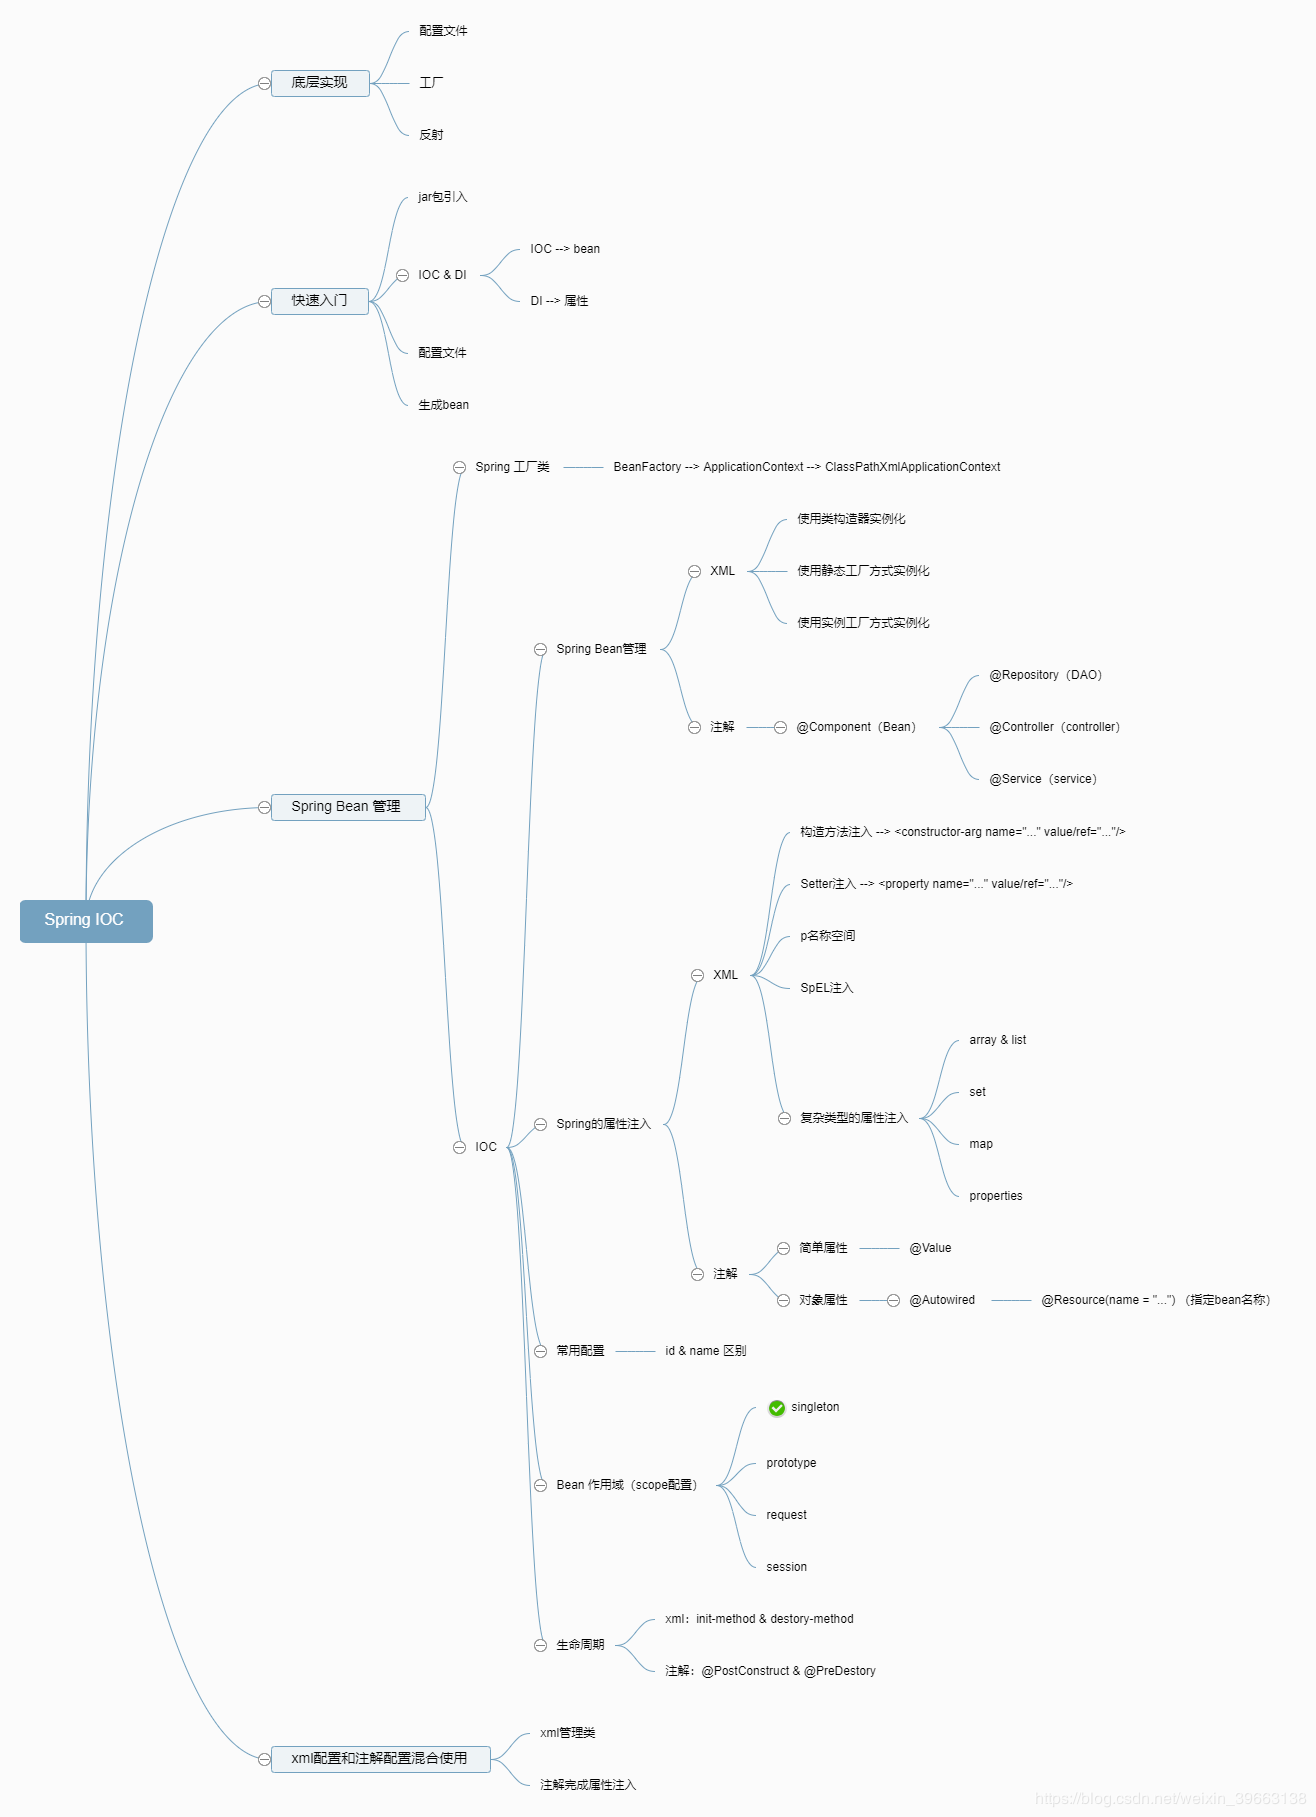 配置文件
底层实现
工厂
反射
jar包引入
IOC --> bean
IOC & DI
快速入门
DI --> 属性
配置文件
生成bean
Spring 工厂类
BeanFactory --> ApplicationContext --> ClassPathXmlApplicationContext
使用类构造器实例化
XML
使用静态工厂方式实例化
使用实例工厂方式实例化
Spring Bean管理
@Repository（DAO）
注解
@Component（Bean）
@Controller（controller）
@Service（service）
Spring Bean 管理
构造方法注入 --> <constructor-arg name="..." value/ref="..."/>
Setter注入 --> <property name="..." value/ref="..."/>
Spring IOC
p名称空间
XML
SpEL注入
array & list
set
复杂类型的属性注入
Spring的属性注入
map
IOC
properties
简单属性
@Value
注解
对象属性
@Autowired
@Resource(name = "...") （指定bean名称）
常用配置
id & name 区别
singleton
prototype
Bean 作用域（scope配置）
request
session
xml：init-method & destory-method
生命周期
注解：@PostConstruct & @PreDestory
xml管理类
xml配置和注解配置混合使用
注解完成属性注入
https://blog.csdn.net/weixin_39663138